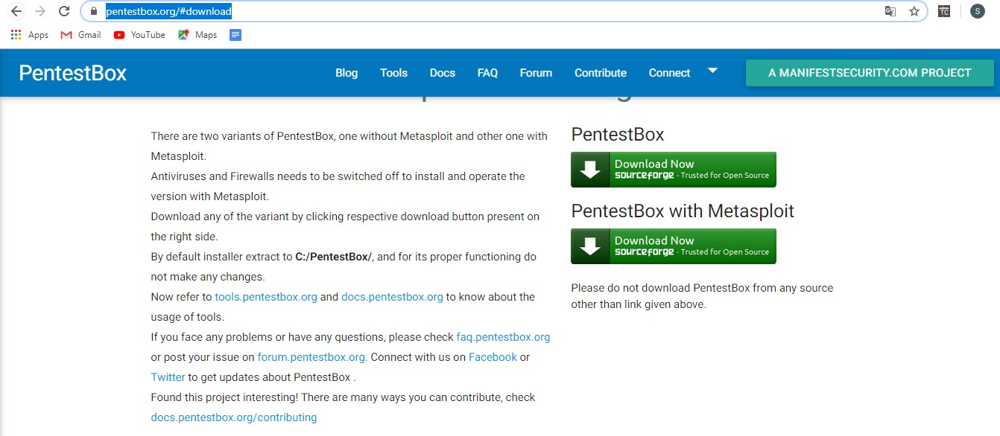 pentestbox.org/#download
S
Apps Gmail YouTube Maps
PentestBox
Blog Tools Docs FAQ Forum Contribute Connect
A MANIFESTSECURITY.COM PROJECT
There are two variants of PentestBox, one without Metasploit and other one with
Metasploit.
Antiviruses and Firewalls needs to be switched off to install and operate the
version with Metasploit.
Download any of the variant by clicking respective download button present on
the right side.
By default installer extract to C:/PentestBox/, and for its proper functioning do
not make any changes.
Now refer to tools.pentestbox.org and docs.pentestbox.org to know about the
usage of tools.
If you face any problems or have any questions, please check faq.pentestbox.org
or post your issue on forum.pentestbox.org. Connect with us on Facebook or
Twitter to get updates about PentestBox .
Found this project interesting! There are many ways you can contribute, check
docs.pentestbox.org/contributing
PentestBox
Download Now
sourceforge - Trusted for Open Source
PentestBox with Metasploit
Download Now
sourceforge - Trusted for Open Source
Please do not download PentestBox from any source
other than link given above.